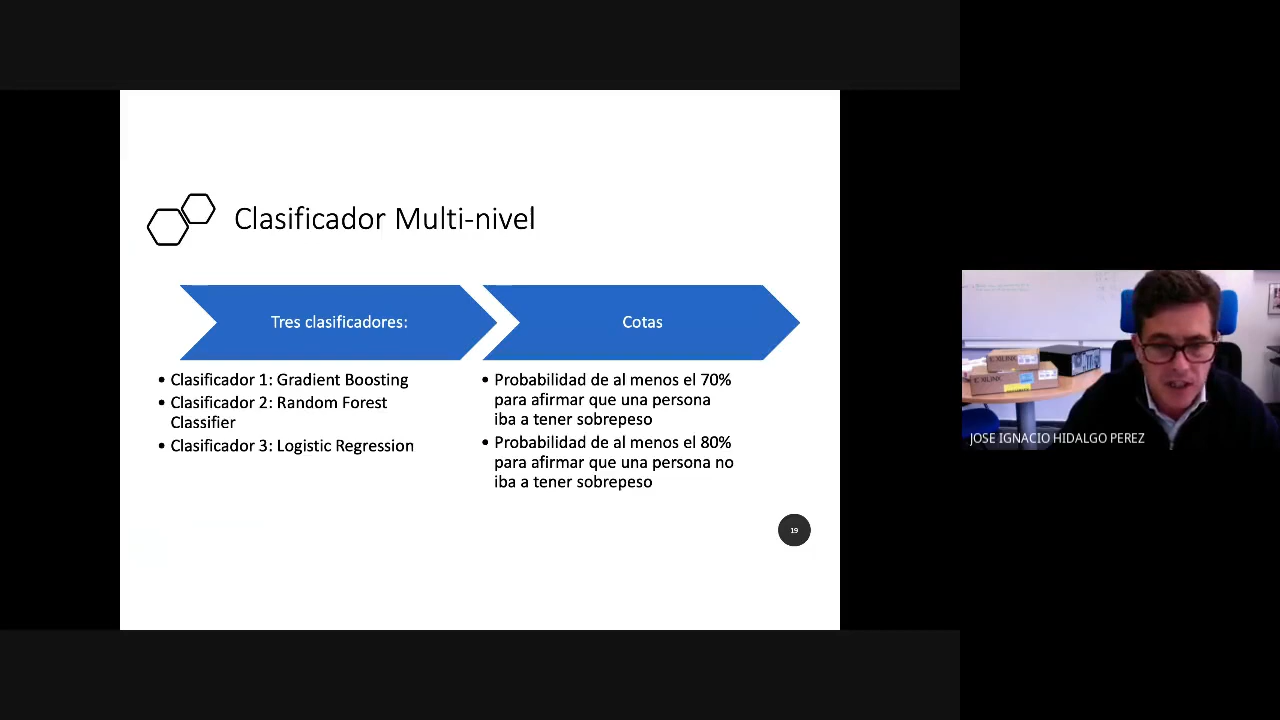 Clasificador Multi-nivel
Tres clasificadores:
• Clasificador 1: Gradient Boosting
• Clasificador 2: Random Forest
Classifier
• Clasificador 3: Logistic Regression
Cotas
• Probabilidad de al menos el 70%
para afirmar que una persona
iba a tener sobrepeso
• Probabilidad de al menos el 80%
para afirmar que una persona no
iba a tener sobrepeso
19
XILINX
XILINX
JOSE IGNACIO HIDALGO PEREZ